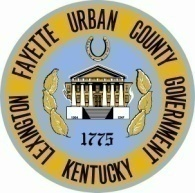 LEXINGTON FAYETTE URBAN COUNTY GOVERNMENT
KENTUCKY
1775